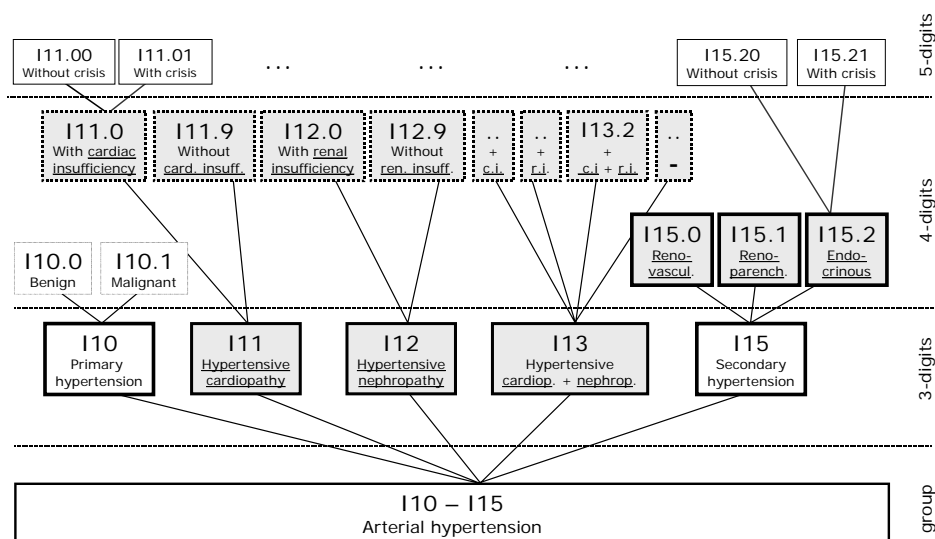 I11.00
Without crisis
I11.01
With crisis
...
...
...
I15.20
Without crisis
I15.21
With crisis
5-digits
I11.0
With cardiac
insufficiency
I11.9
Without
card. insuff.
I12.0
With renal
insufficiency
I12.9
Without
ren. insuff.
..
+
c.i.
..
+
r.i.
I13.2
+
c.i + r.i.
..
-
4-digits
I15.0
Reno-
vascul.
I15.1
Reno-
parench.
I15.2
Endo-
crinous
I10.0
Benign
I10.1
Malignant
I10
Primary
hypertension
I11
Hypertensive
cardiopathy
I12
Hypertensive
nephropathy
I13
Hypertensive
cardiop. + nephrop.
I15
Secondary
hypertension
3-digits
I10 – I15
Arterial hypertension
group